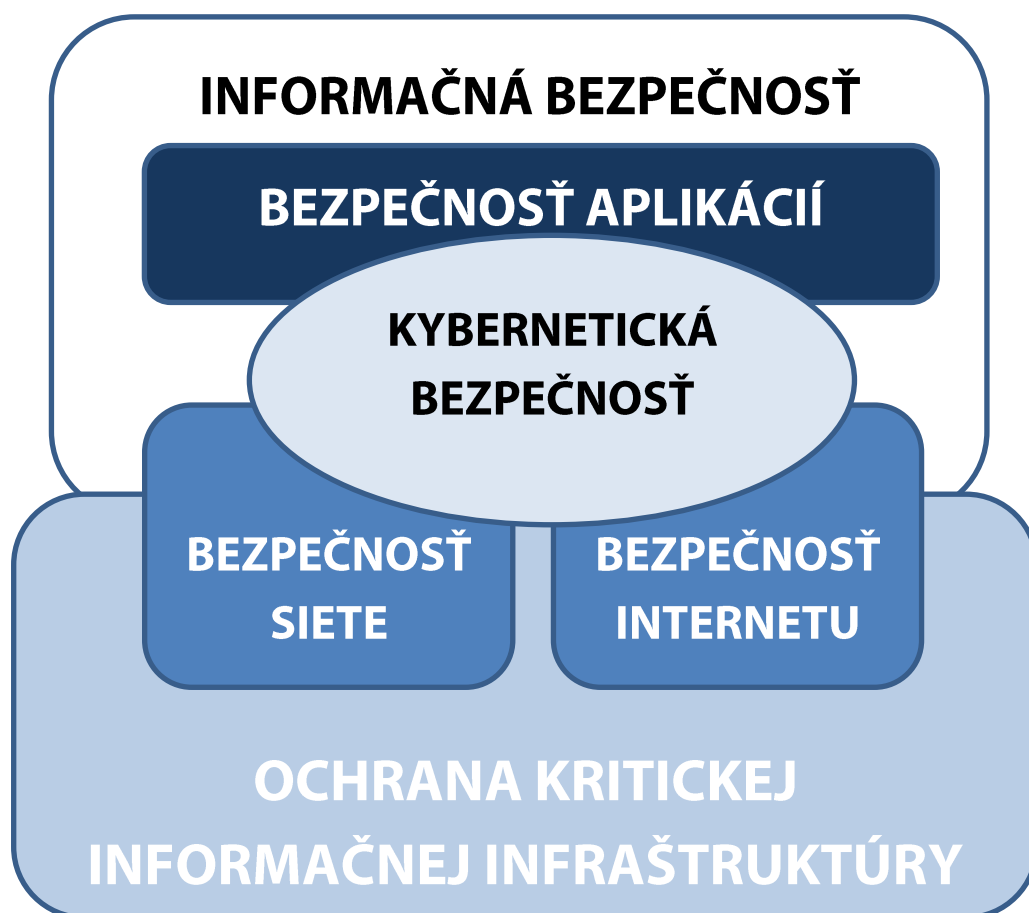 INFORMAČNÁ BEZPEČNOSŤ
BEZPEČNOSŤ APLIKÁCIÍ
KYBERNETICKÁ
BEZPEČNOSŤ
BEZPEČNOSŤ
SIETE
BEZPEČNOSŤ
INTERNETU
OCHRANA KRITICKEJ
INFORMAČNEJ INFRAŠTRUKTÚRY